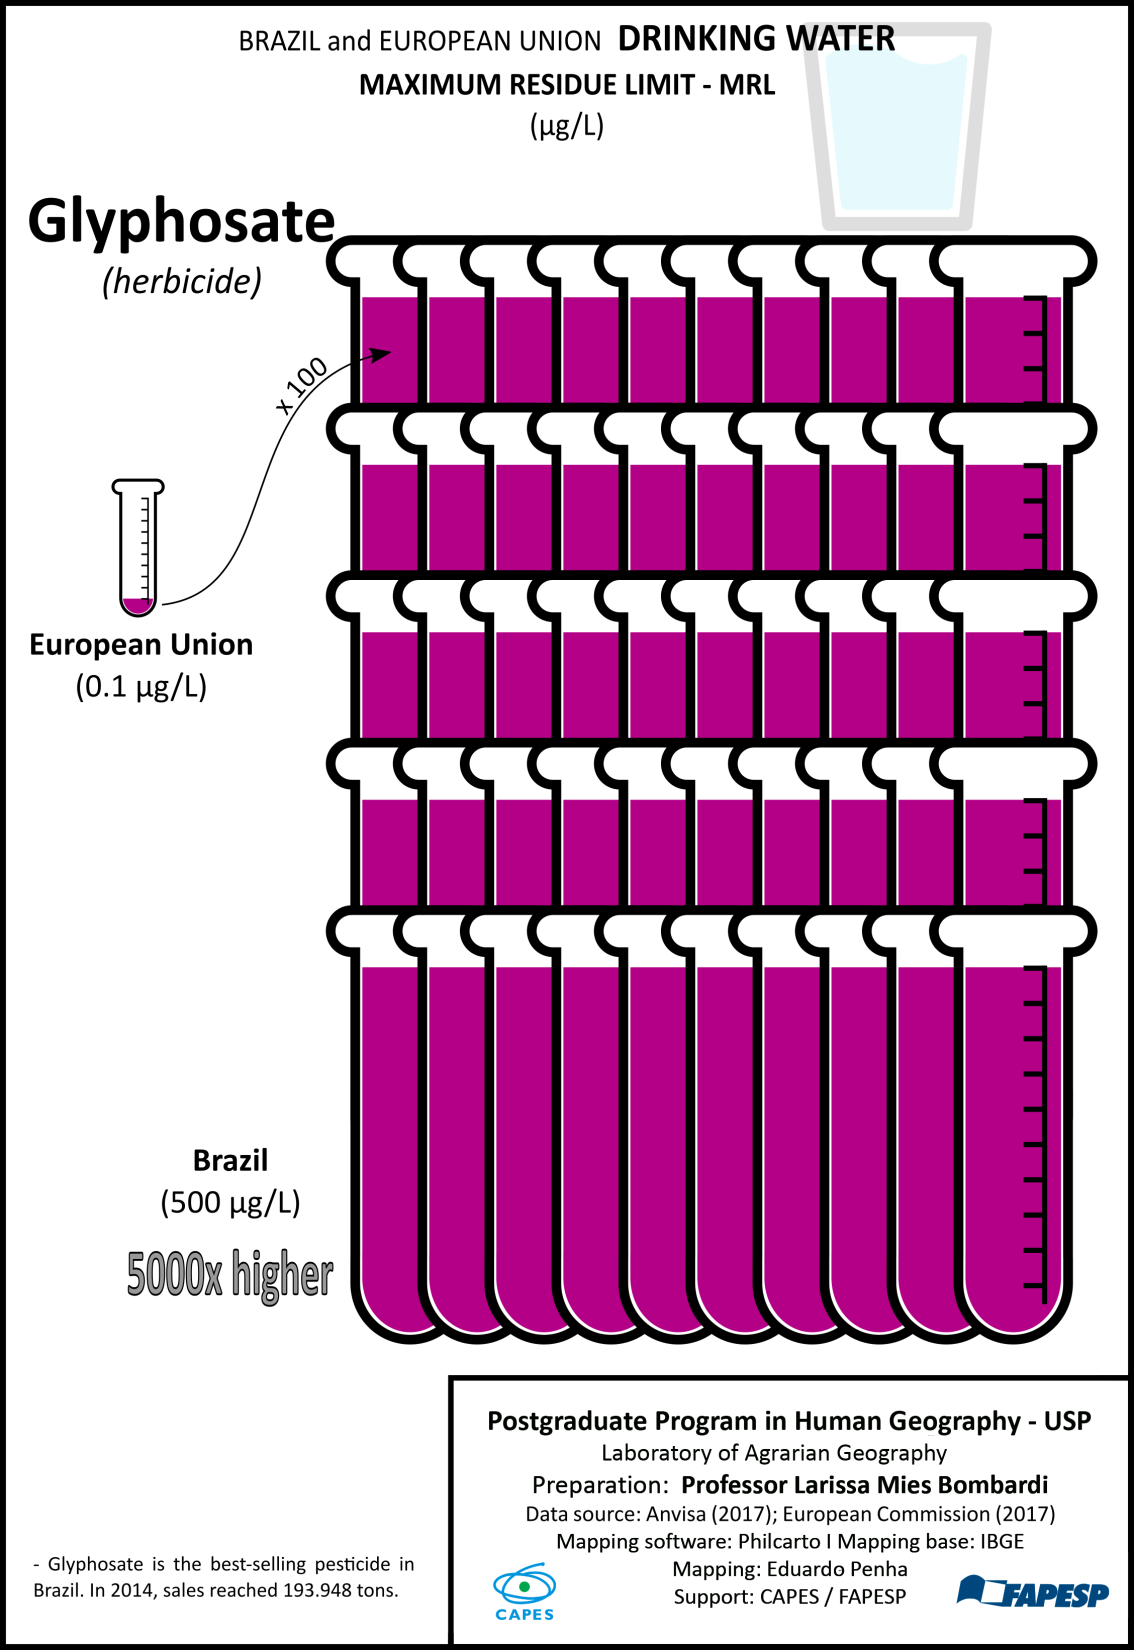 BRAZIL and EUROPEAN UNION DRINKING WATER
MAXIMUM RESIDUE LIMIT - MRL
(µg/L)
Glyphosate
(herbicide)
x 100
European Union
(0.1 µg/L)
Brazil
(500 µg/L)
5000x higher
Postgraduate Program in Human Geography - USP
Laboratory of Agrarian Geography
Preparation: Professor Larissa Mies Bombardi
Data source: Anvisa (2017); European Commission (2017)
Mapping software: Philcarto I Mapping base: IBGE
Mapping: Eduardo Penha
Support: CAPES / FAPESP
CAPES
FAPESP
- Glyphosate is the best-selling pesticide in
Brazil. In 2014, sales reached 193.948 tons.